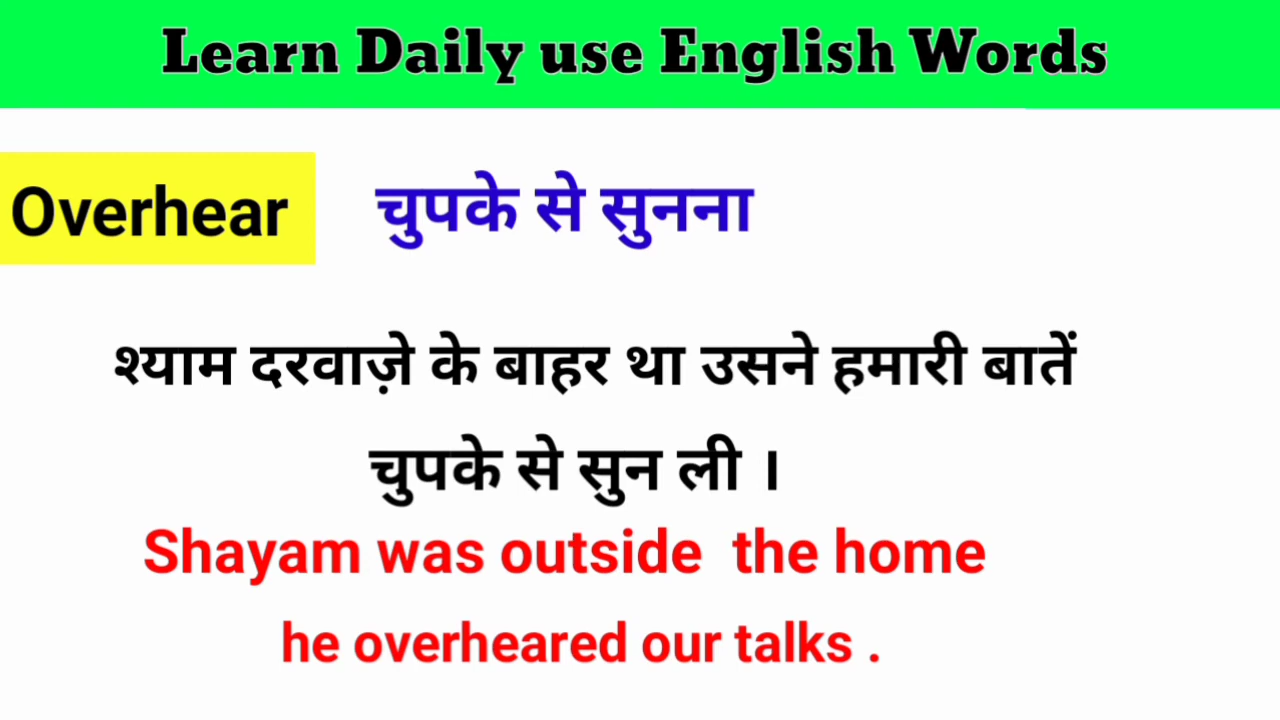 Learn Daily use English Words
Overhear चुपके से सुनना
श्याम दरवाज़े के बाहर था उसने हमारी बातें
चुपके से सुन ली ।
Shayam was outside the home
he overheared our talks .